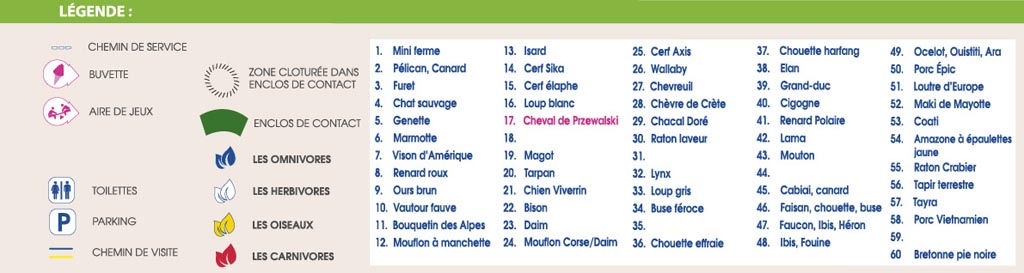 LÉGENDE :
CHEMIN DE SERVICE
BUVETTE
AIRE DE JEUX
TOILETTES
P
PARKING
CHEMIN DE VISITE
ZONE CLOTURÉE DANS
ENCLOS DE CONTACT
ENCLOS DE CONTACT
LES OMNIVORES
LES HERBIVORES
LES OISEAUX
LES CARNIVORES
1. Mini ferme
2. Pélican, Canard
3. Furet
4. Chat sauvage
5. Genette
6. Marmotte
7. Vison d'Amérique
8. Renard roux
9. Ours brun
10. Vautour fauve
11. Bouquetin des Alpes
12. Mouflon à manchette
13. Isard
14. Cerf Sika
15. Cerf élaphe
16. Loup blanc
17. Cheval de Przewalski
18.
19. Magot
20. Tarpan
21. Chien Viverrin
22. Bison
23. Daim
24. Mouflon Corse/Daim
25. Cerf Axis
26. Wallaby
27. Chevreuil
28. Chèvre de Crète
29. Chacal Doré
30. Raton laveur
31.
32. Lynx
33. Loup gris
34. Buse féroce
35.
36. Chouette effraie
37. Chouette harfang
38. Elan
39. Grand-duc
40. Cigogne
41. Renard Polaire
42. Lama
43. Mouton
44.
45. Cabiai, canard
46. Faisan, chouette, buse
47. Faucon, Ibis, Héron
48. Ibis, Fouine
49. Ocelot, Ouistiti, Ara
50. Porc Épic
51. Loutre d'Europe
52. Maki de Mayotte
53. Coati
54. Amazone à épaulettes
jaune
55. Raton Crabier
56. Tapir terrestre
57. Tayra
58. Porc Vietnamien
59.
60 Bretonne pie noire